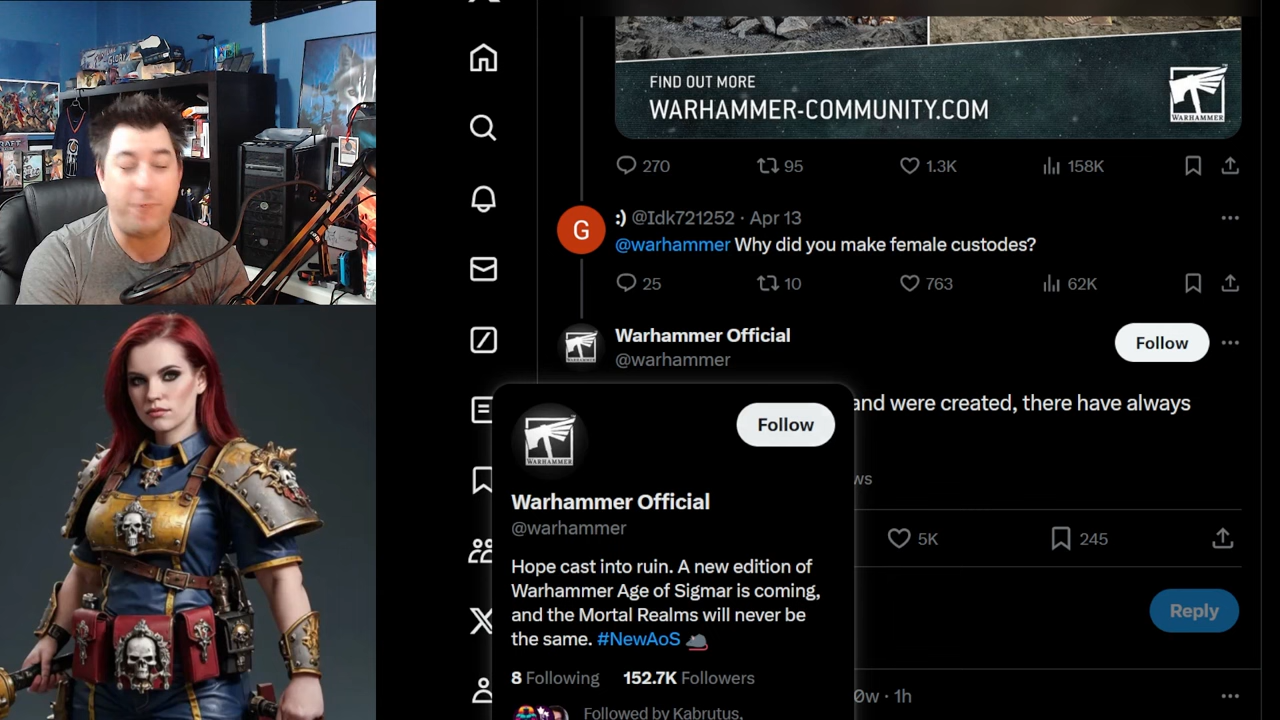 FIND OUT MORE
WARHAMMER-COMMUNITY.COM
WARHAMMER
270 95 1.3K 158K
G
:) @Idk721252 · Apr 13
@warhammer Why did you make female custodes?
25 10 763 62K
Warhammer Official
@warhammer
Follow
and were created, there have always
Follow
WARHAMMER
Warhammer Official
@warhammer
Hope cast into ruin. A new edition of
Warhammer Age of Sigmar is coming,
and the Mortal Realms will never be
the same. #NewAoS
8 Following 152.7K Followers
Followed by Kabrutus,
ws
5K 245
Reply
0w · 1h